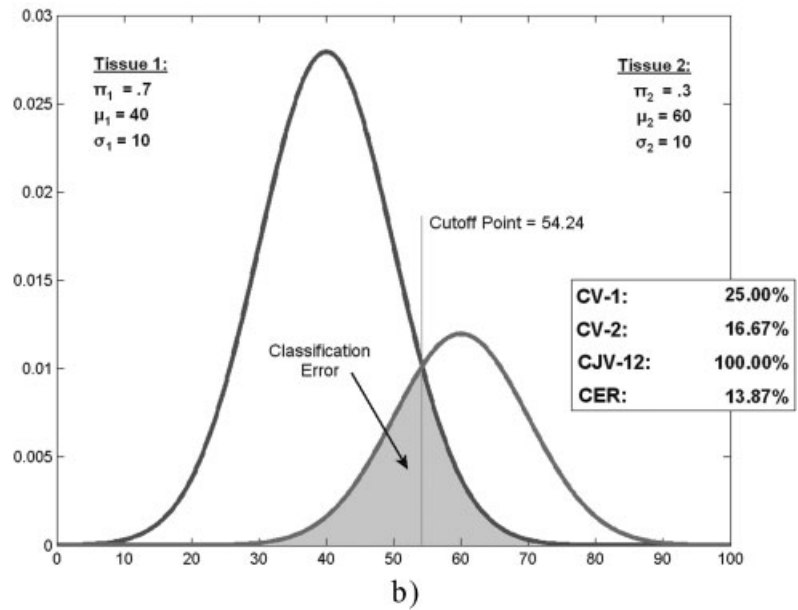 0.03
Tissue 1:
π₁ = .7
μ₁ = 40
σ₁ = 10
Tissue 2:
π₂ = .3
μ₂ = 60
σ₂ = 10
0.025
0.02
Cutoff Point = 54.24
0.015
CV-1: 25.00%
CV-2: 16.67%
CJV-12: 100.00%
CER: 13.87%
Classification
Error
0.01
0.005
0
0 10 20 30 40 50 60 70 80 90 100
b)